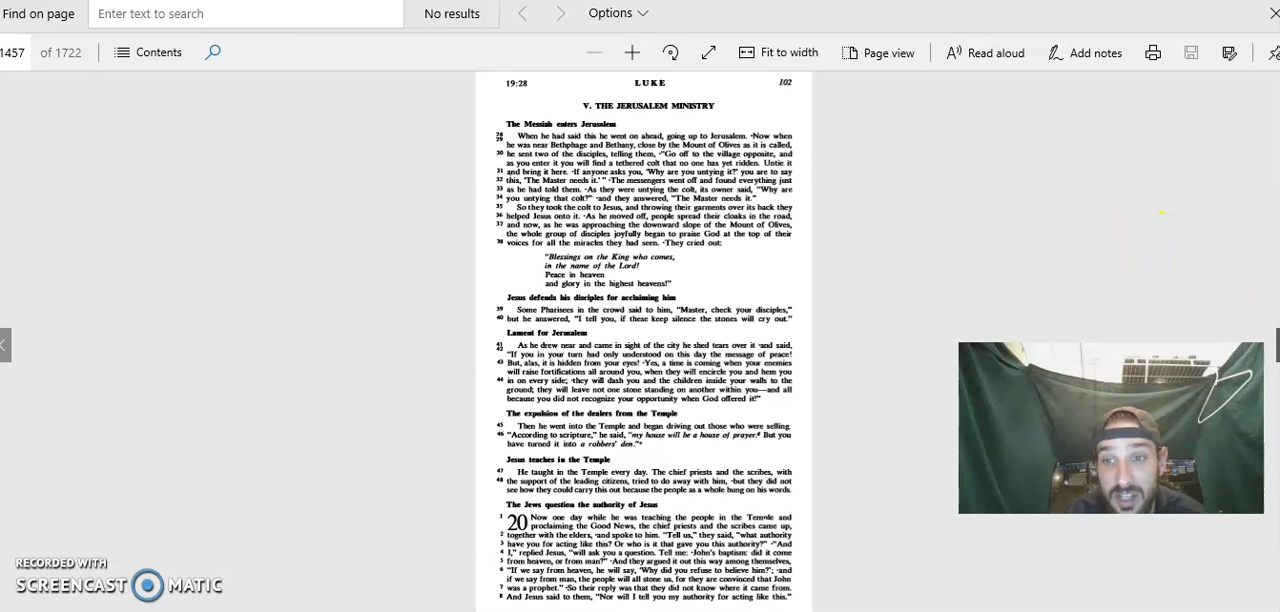 Find on page Enter text to search No results Options
1457 of 1722 Contents Fit to width Page view Read aloud Add notes
19:28 LUKE 102
V. THE JERUSALEM MINISTRY
The Messiah enters Jerusalem
28 When he had said this he went on ahead, going up to Jerusalem. ·Now when
29 he was near Bethphage and Bethany, close by the Mount of Olives as it is called,
30 he sent two of the disciples, telling them, ·"Go off to the village opposite, and
as you enter it you will find a tethered colt that no one has yet ridden. Untie it
31 and bring it here. ·If anyone asks you, 'Why are you untying it?' you are to say
32 this, 'The Master needs it.' " ·The messengers went off and found everything just
33 as he had told them. ·As they were untying the colt, its owner said, "Why are
34 you untying that colt?" ·and they answered, "The Master needs it."
35 So they took the colt to Jesus, and throwing their garments over its back they
36 helped Jesus onto it. ·As he moved off, people spread their cloaks in the road,
37 and now, as he was approaching the downward slope of the Mount of Olives,
the whole group of disciples joyfully began to praise God at the top of their
38 voices for all the miracles they had seen. ·They cried out:
"Blessings on the King who comes,
in the name of the Lord!
Peace in heaven
and glory in the highest heavens!"
Jesus defends his disciples for acclaiming him
39 Some Pharisees in the crowd said to him, "Master, check your disciples,"
40 but he answered, "I tell you, if these keep silence the stones will cry out."
Lament for Jerusalem
41 As he drew near and came in sight of the city he shed tears over it ·and said,
42 "If you in your turn had only understood on this day the message of peace!
43 But, alas, it is hidden from your eyes! ·Yes, a time is coming when your enemies
will raise fortifications all around you, when they will encircle you and hem you
44 in on every side; ·they will dash you and the children inside your walls to the
ground; they will leave not one stone standing on another within you—and all
because you did not recognize your opportunity when God offered it!"
The expulsion of the dealers from the Temple
45 Then he went into the Temple and began driving out those who were selling.
46 "According to scripture," he said, "my house will be a house of prayer. But you
have turned it into a robbers' den."
Jesus teaches in the Temple
47 He taught in the Temple every day. The chief priests and the scribes, with
48 the support of the leading citizens, tried to do away with him, ·but they did not
see how they could carry this out because the people as a whole hung on his words.
The Jews question the authority of Jesus
1 20 Now one day while he was teaching the people in the Temple and
proclaiming the Good News, the chief priests and the scribes came up,
2 together with the elders, ·and spoke to him. "Tell us," they said, "what authority
3 have you for acting like this? Or who is it that gave you this authority?" ·"And
4 I," replied Jesus, "will ask you a question. Tell me: ·John's baptism: did it come
5 from heaven, or from man?" ·And they argued it out this way among themselves,
6 "If we say from heaven, he will say, 'Why did you refuse to believe him?'; ·and
if we say from man, the people will all stone us, for they are convinced that John
7 was a prophet." ·So their reply was that they did not know where it came from.
8 And Jesus said to them, "Nor will I tell you my authority for acting like this."
RECORDED WITH
SCREENCAST MATIC